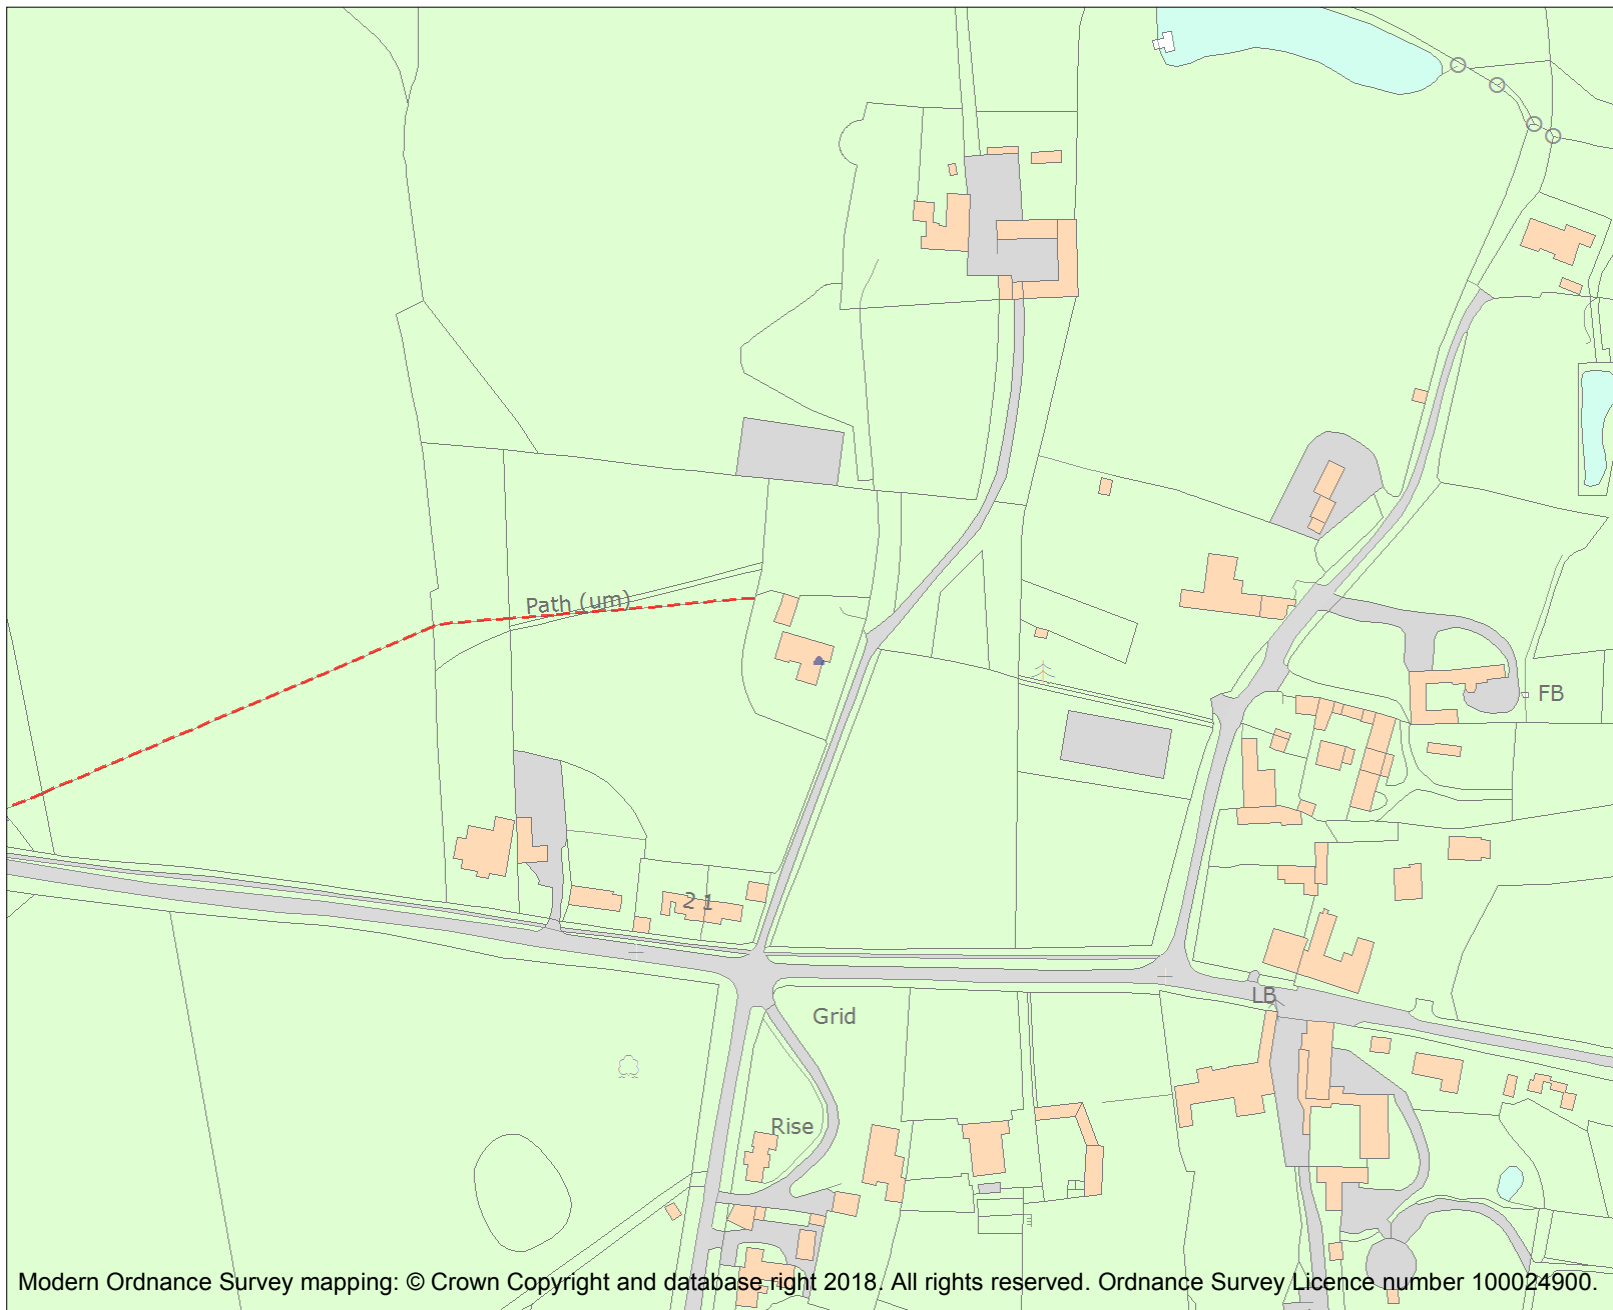 Path (um)
FB
2 1
LB
Grid
Rise
Modern Ordnance Survey mapping: © Crown Copyright and database right 2018. All rights reserved. Ordnance Survey Licence number 100024900.